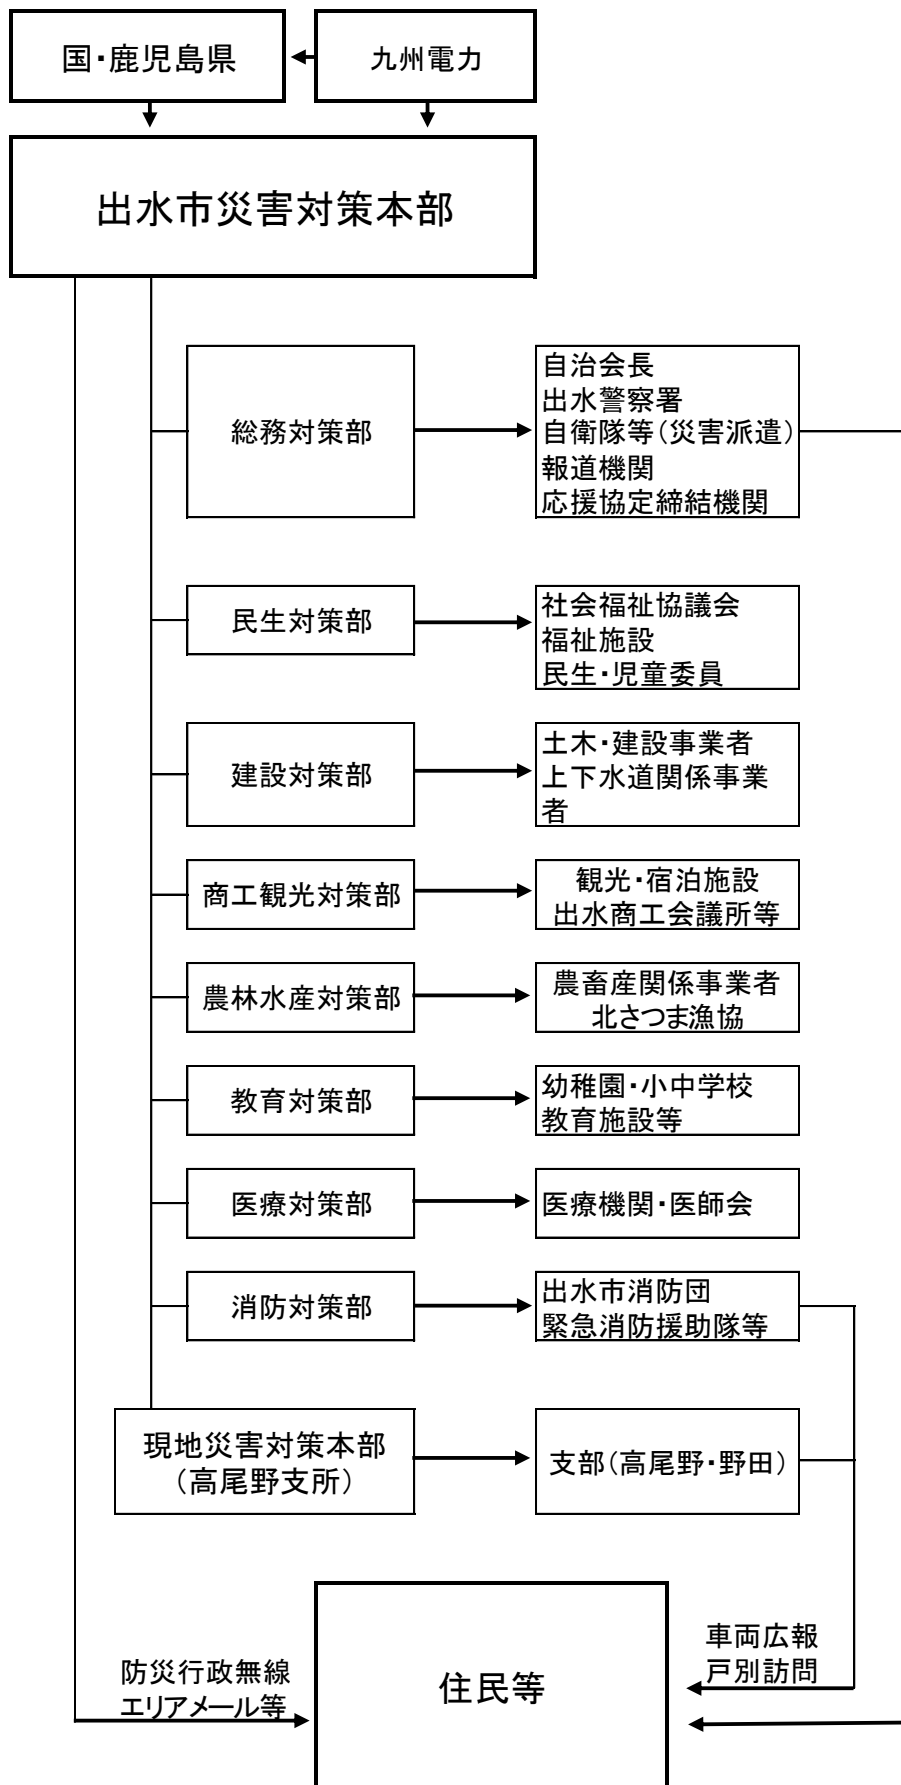 国・鹿児島県
九州電力
出水市災害対策本部
総務対策部
自治会長
出水警察署
自衛隊等(災害派遣)
報道機関
応援協定締結機関
民生対策部
社会福祉協議会
福祉施設
民生・児童委員
建設対策部
土木・建設事業者
上下水道関係事業
者
商工観光対策部
観光・宿泊施設
出水商工会議所等
農林水産対策部
農畜産関係事業者
北さつま漁協
教育対策部
幼稚園・小中学校
教育施設等
医療対策部
医療機関・医師会
消防対策部
出水市消防団
緊急消防援助隊等
現地災害対策本部
(高尾野支所)
支部(高尾野・野田)
防災行政無線
エリアメール等
住民等
車両広報
戸別訪問